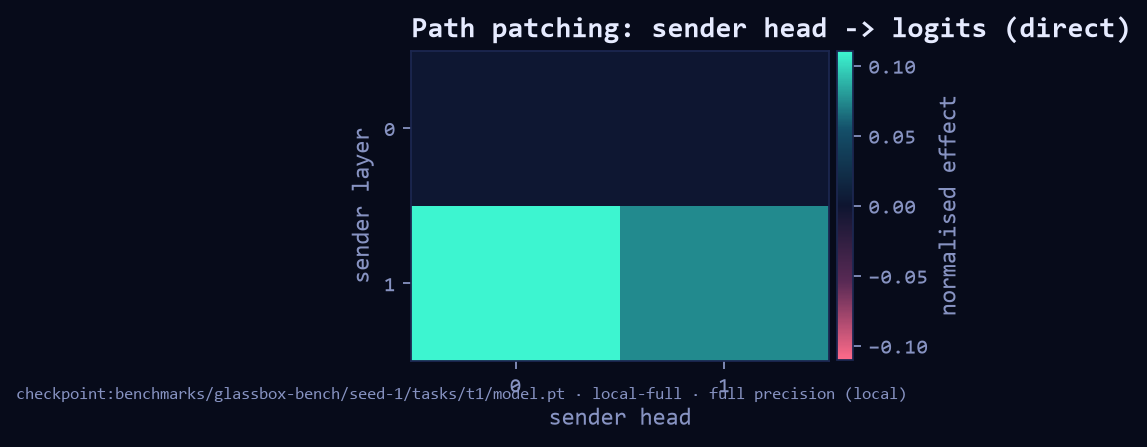 Path patching: sender head -> logits (direct)
0.10
0.05
0.00
−0.05
−0.10
normalised effect
sender layer
0
1
0
1
checkpoint:benchmarks/glassbox-bench/seed-1/tasks/t1/model.pt · local-full · full precision (local)
sender head